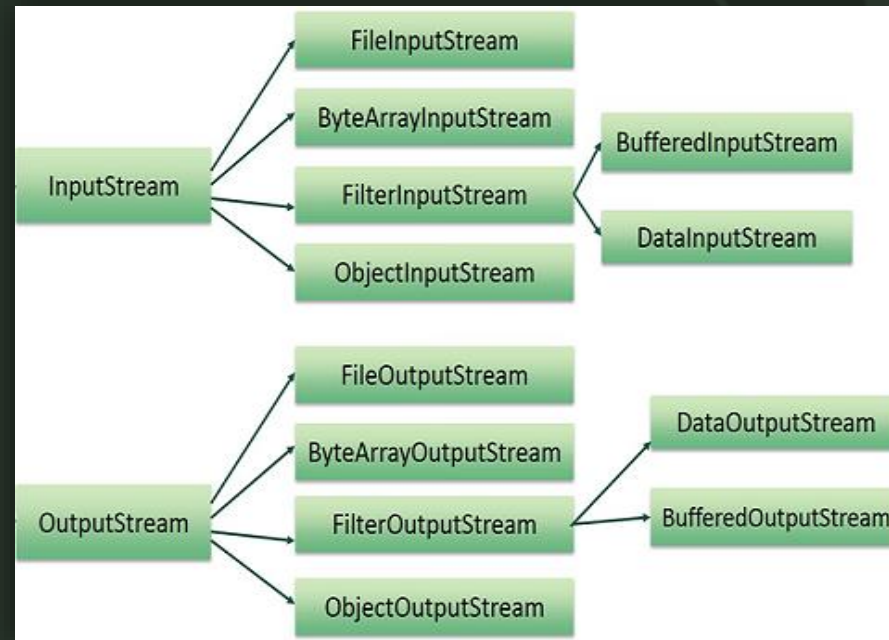 FileInputStream
ByteArrayInputStream
BufferedInputStream
InputStream
FilterInputStream
DataInputStream
ObjectInputStream
FileOutputStream
DataOutputStream
ByteArrayOutputStream
OutputStream
FilterOutputStream
BufferedOutputStream
ObjectOutputStream